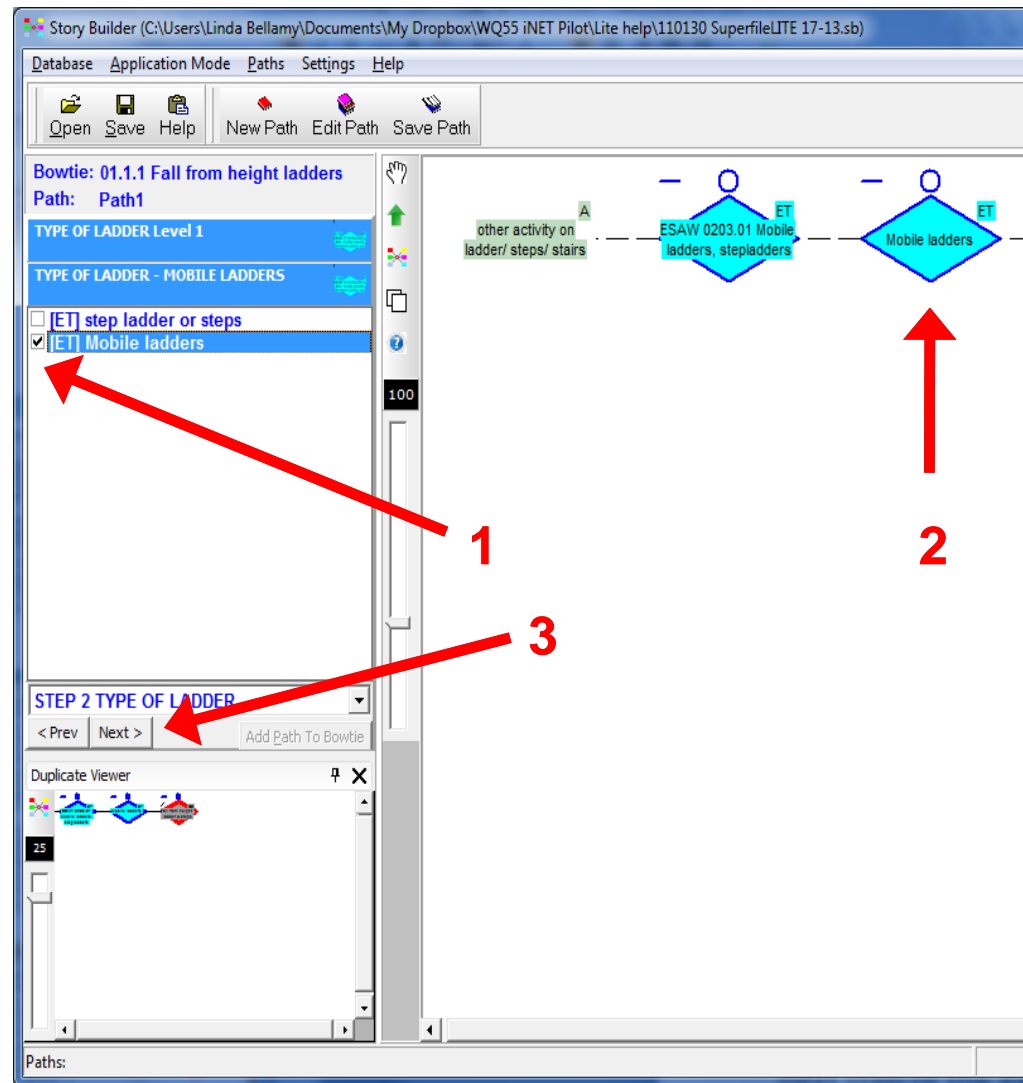 Story Builder (C:\Users\Linda Bellamy\Documents\My Dropbox\WQ55 iNET Pilot\Lite help\110130 SuperfileLITE 17-13.sb)
Database Application Mode Paths Settings Help
Open Save Help New Path Edit Path Save Path
Bowtie: 01.1.1 Fall from height ladders
Path: Path1
TYPE OF LADDER Level 1
TYPE OF LADDER - MOBILE LADDERS
[ET] step ladder or steps
[ET] Mobile ladders
100
A
other activity on
ladder/ steps/ stairs
ET
ESAW 0203.01 Mobile
ladders, stepladders
ET
Mobile ladders
1
2
3
STEP 2 TYPE OF LADDER
< Prev Next > Add Path To Bowtie
Duplicate Viewer
25
Paths: